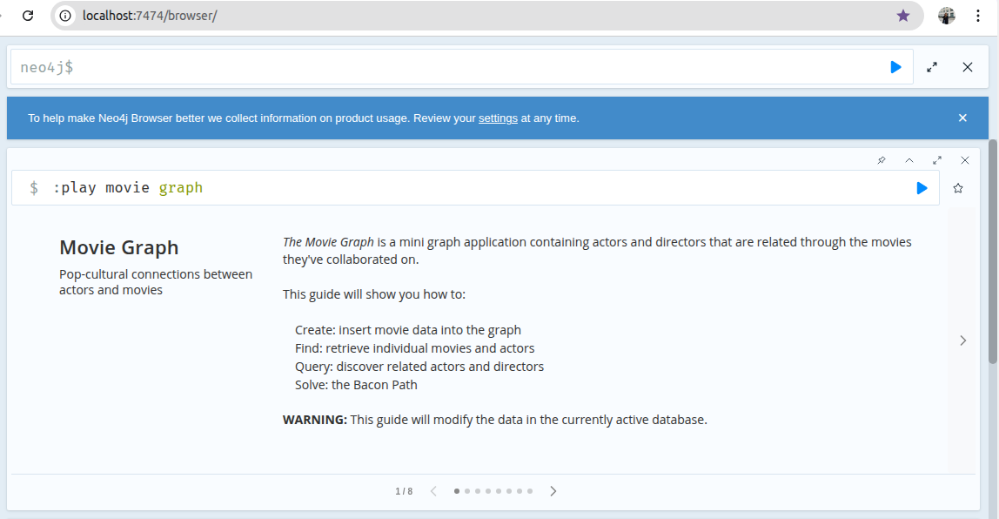 localhost:7474/browser/
neo4j$
To help make Neo4j Browser better we collect information on product usage. Review your settings at any time.
$ :play movie graph
Movie Graph
Pop-cultural connections between
actors and movies
The Movie Graph is a mini graph application containing actors and directors that are related through the movies
they've collaborated on.
This guide will show you how to:
Create: insert movie data into the graph
Find: retrieve individual movies and actors
Query: discover related actors and directors
Solve: the Bacon Path
WARNING: This guide will modify the data in the currently active database.
1 / 8